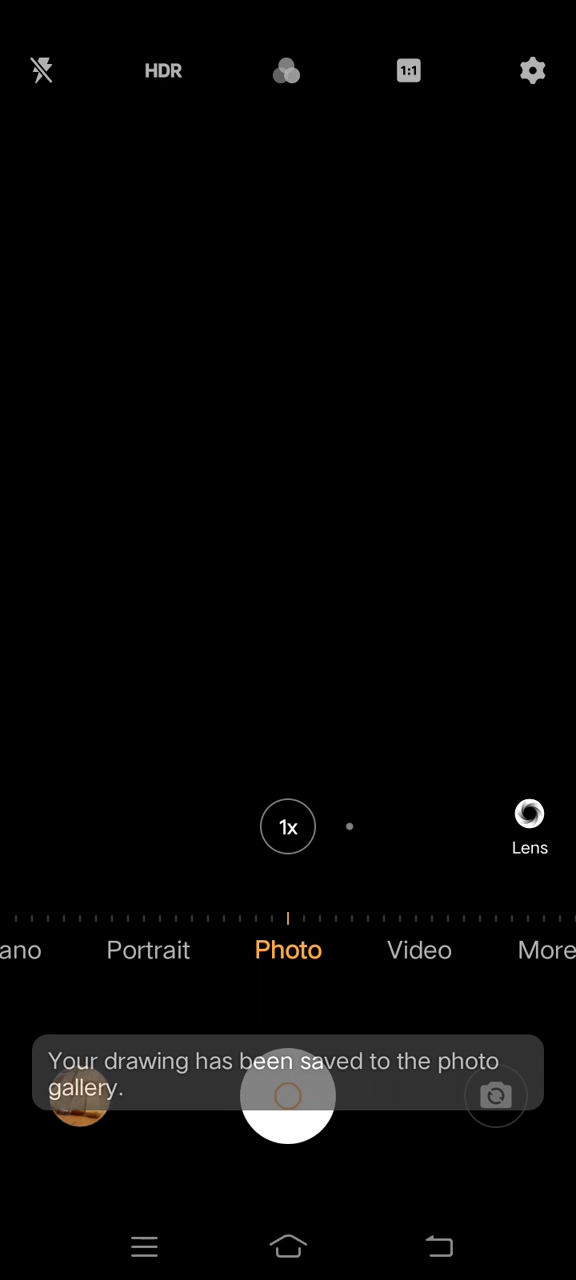 HDR
1:1
1x
Lens
ano Portrait Photo Video More
Your drawing has been saved to the photo
gallery.